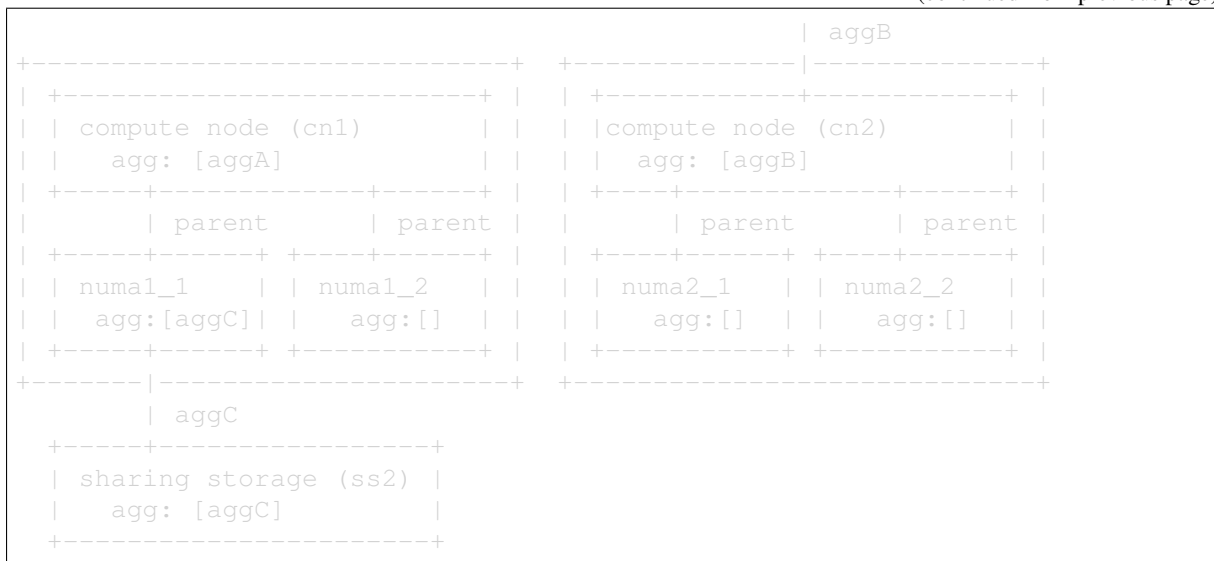 | aggB
+------------------------------+  +--------------|--------------+
| +--------------------------+ |  | +------------+------------+ |
| | compute node (cn1)       | |  | |compute node (cn2)       | |
| |   agg: [aggA]            | |  | |  agg: [aggB]            | |
| +-----+-------------+------+ |  | +----+-------------+------+ |
|       | parent      | parent |  |      | parent      | parent |
| +-----+------+ +----+------+ |  | +----+------+ +----+------+ |
| | numa1_1    | | numa1_2   | |  | | numa2_1   | | numa2_2   | |
| |  agg:[aggC]| |   agg:[]  | |  | |   agg:[]  | |   agg:[]  | |
| +-----+------+ +-----------+ |  | +-----------+ +-----------+ |
+-------|----------------------+  +-----------------------------+
        | aggC
  +-----+-----------------+
  | sharing storage (ss2) |
  |   agg: [aggC]         |
  +-----------------------+